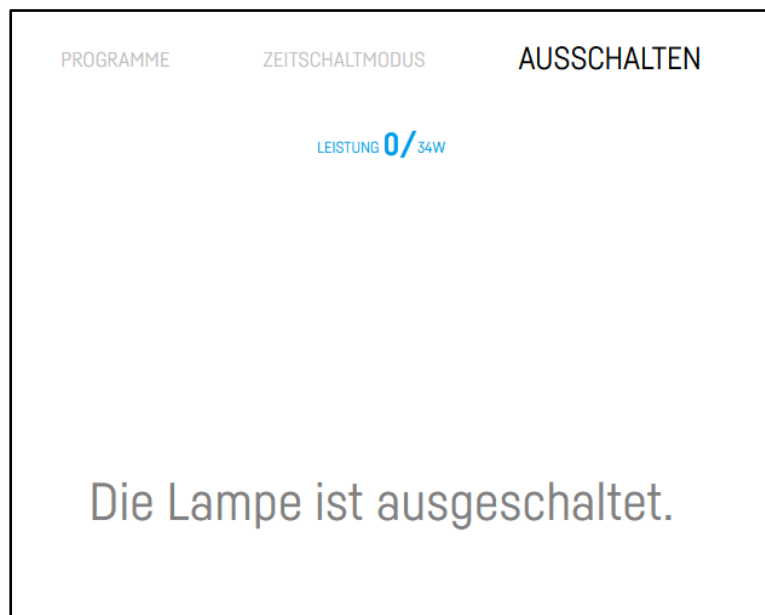 PROGRAMME ZEITSCHALTMODUS AUSSCHALTEN
LEISTUNG 0/34W
Die Lampe ist ausgeschaltet.